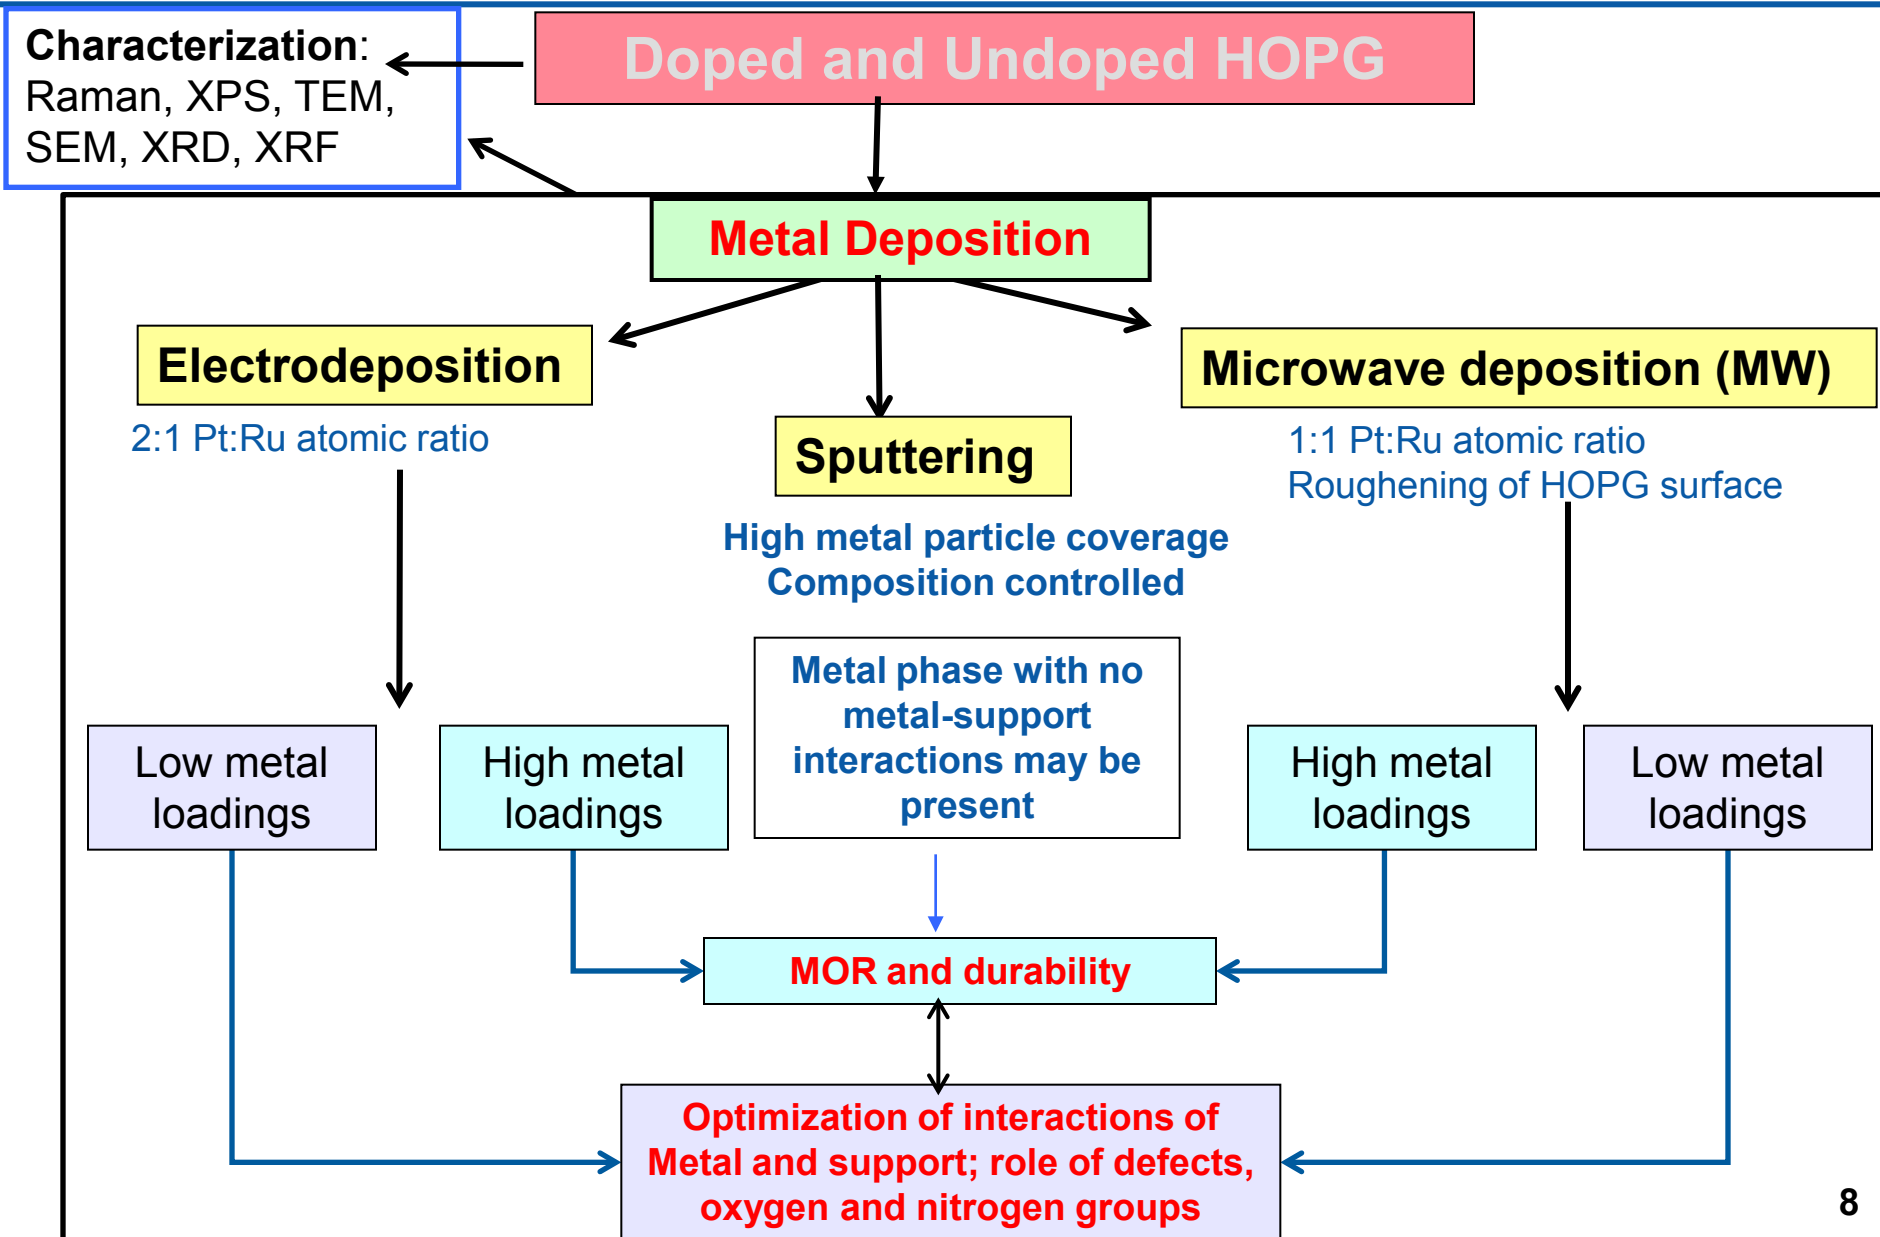 Characterization:
Raman, XPS, TEM,
SEM, XRD, XRF
Doped and Undoped HOPG
Metal Deposition
Electrodeposition
2:1 Pt:Ru atomic ratio
Sputtering
High metal particle coverage
Composition controlled
Microwave deposition (MW)
1:1 Pt:Ru atomic ratio
Roughening of HOPG surface
Low metal
loadings
High metal
loadings
Metal phase with no
metal-support
interactions may be
present
High metal
loadings
Low metal
loadings
MOR and durability
Optimization of interactions of
Metal and support; role of defects,
oxygen and nitrogen groups
8